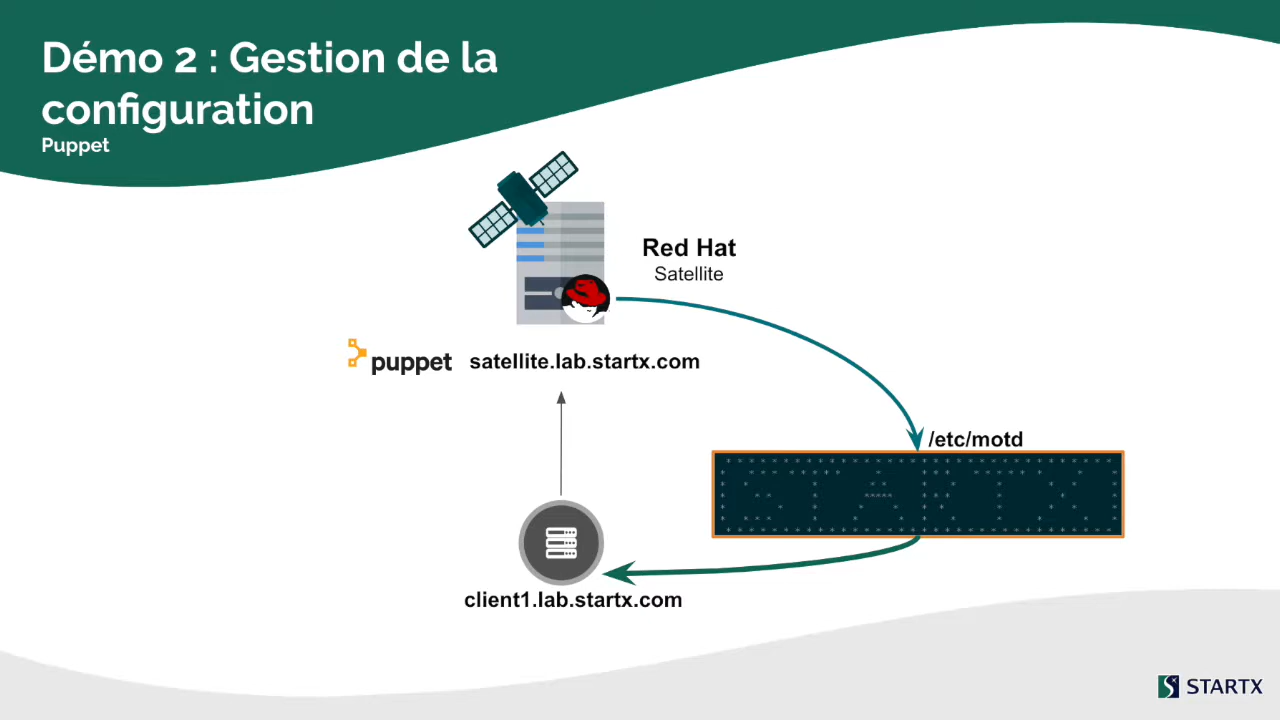 Démo 2 : Gestion de la
configuration
Puppet
Red Hat
Satellite
puppet
satellite.lab.startx.com
/etc/motd
client1.lab.startx.com
STARTX